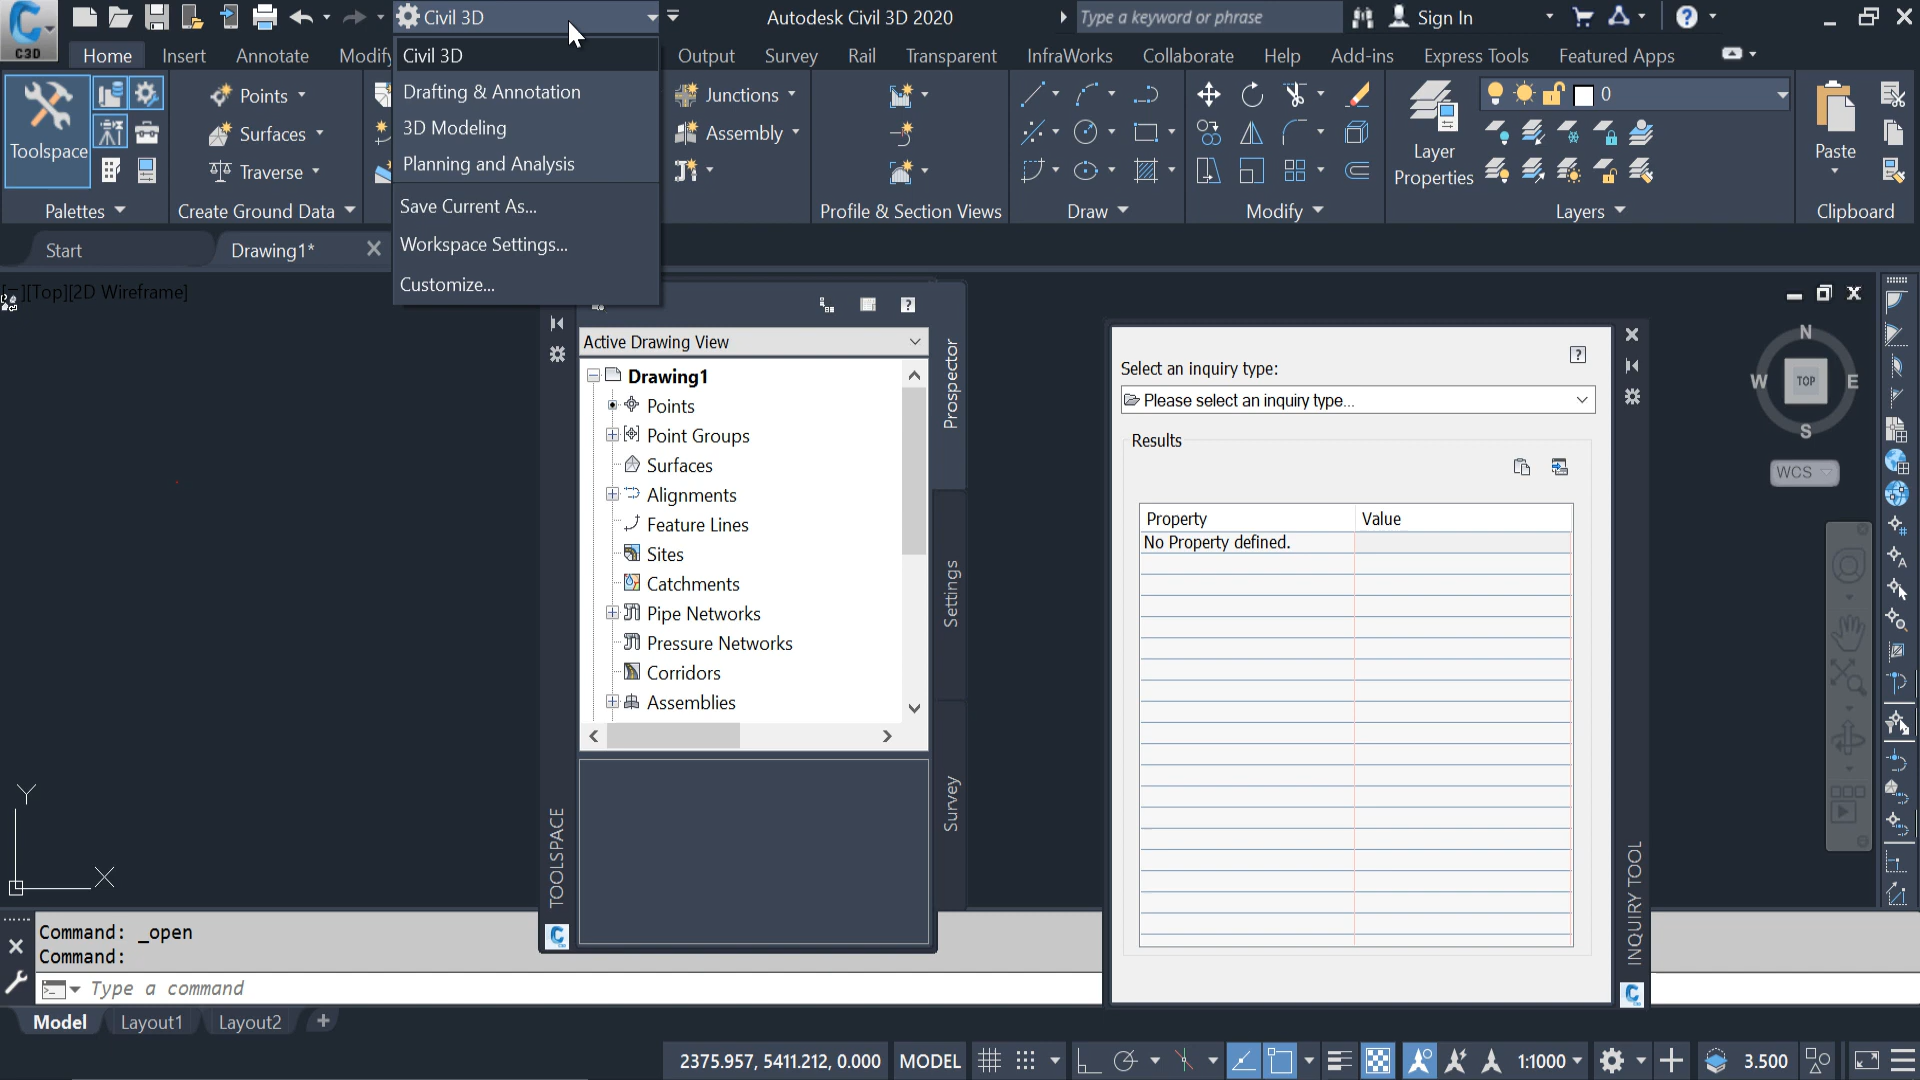 C3D
Civil 3D
Autodesk Civil 3D 2020
Type a keyword or phrase
Sign In
Home
Insert
Annotate
Modify
Output
Survey
Rail
Transparent
InfraWorks
Collaborate
Help
Add-ins
Express Tools
Featured Apps
Civil 3D
Drafting & Annotation
3D Modeling
Planning and Analysis
Save Current As...
Workspace Settings...
Customize...
Toolspace
Palettes
Points
Surfaces
Traverse
Create Ground Data
Junctions
Assembly
Profile & Section Views
Draw
Modify
Layer
Properties
0
Layers
Paste
Clipboard
Start
Drawing1*
[−][Top][2D Wireframe]
Active Drawing View
Drawing1
Points
Point Groups
Surfaces
Alignments
Feature Lines
Sites
Catchments
Pipe Networks
Pressure Networks
Corridors
Assemblies
Prospector
Settings
Survey
TOOLSPACE
Select an inquiry type:
Please select an inquiry type...
Results
Property Value
No Property defined.
INQUIRY TOOL
N
W TOP E
S
WCS
Y
X
Command: _open
Command:
Type a command
Model
Layout1
Layout2
2375.957, 5411.212, 0.000
MODEL
1:1000
3.500